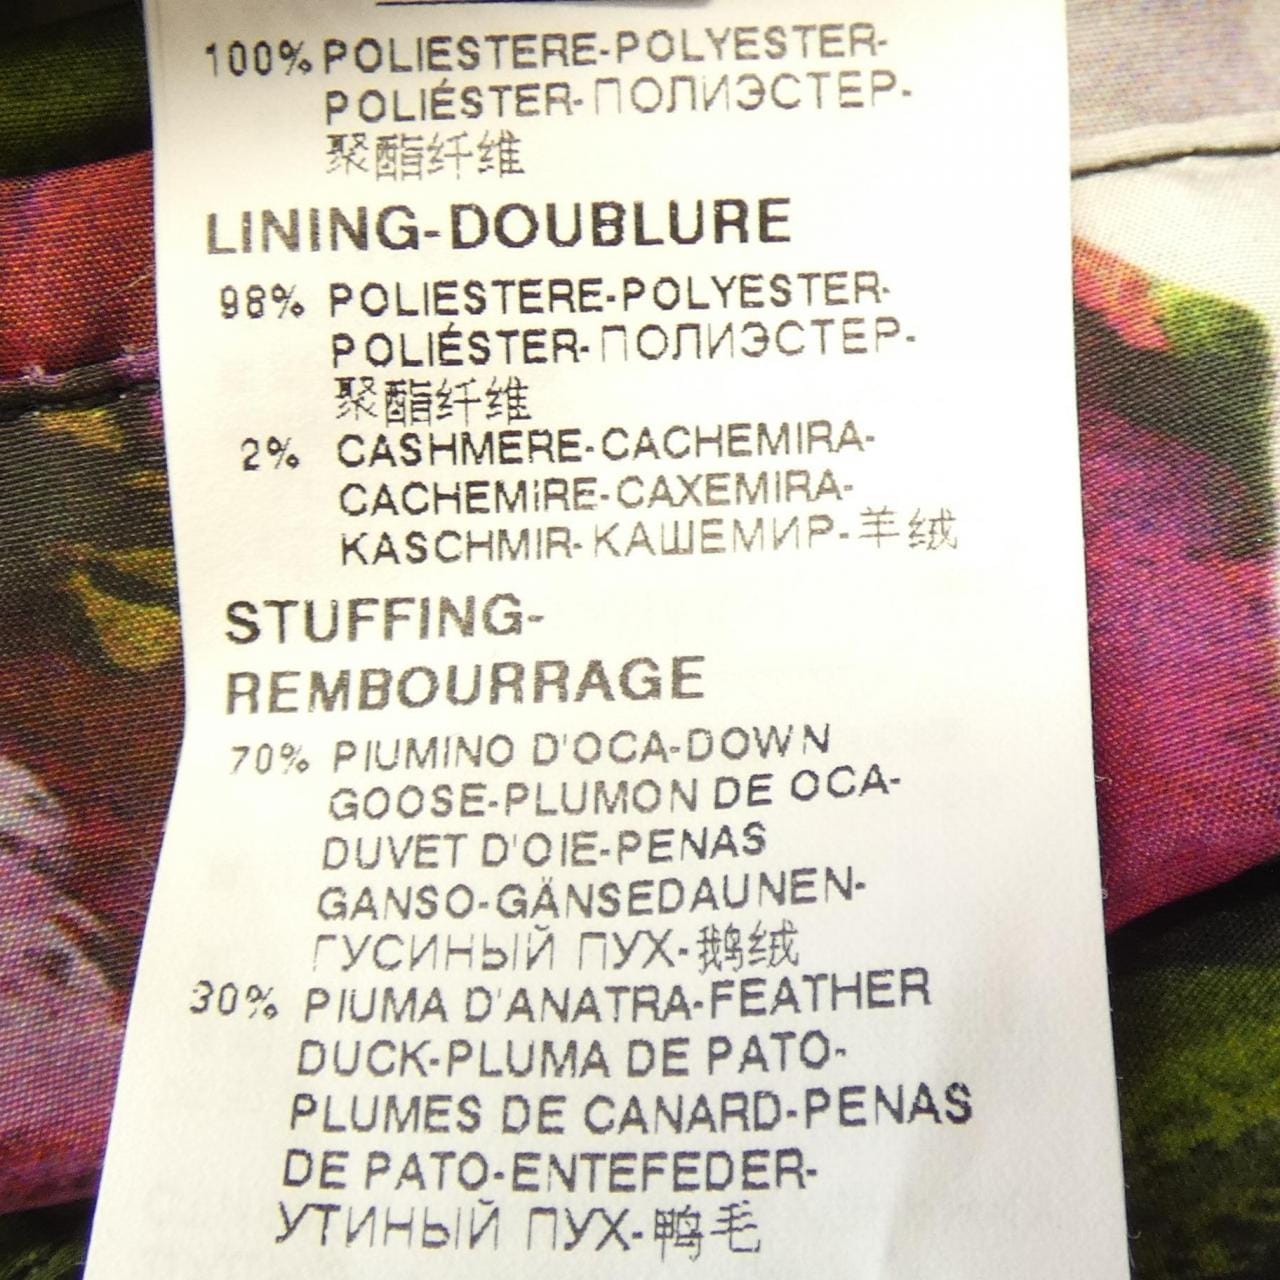 100% POLIESTERE-POLYESTER-
POLIÉSTER-ПОЛИЭСТЕР-
聚酯纤维
LINING-DOUBLURE
98% POLIESTERE-POLYESTER-
POLIÉSTER-ПОЛИЭСТЕР-
聚酯纤维
2% CASHMERE-CACHEMIRA-
CACHEMIRE-CAXEMIRA-
KASCHMIR-КАШЕМИР-羊绒
STUFFING-
REMBOURRAGE
70% PIUMINO D'OCA-DOWN
GOOSE-PLUMON DE OCA-
DUVET D'OIE-PENAS
GANSO-GÄNSEDAUNEN-
ГУСИНЫЙ ПУХ-鹅绒
30% PIUMA D'ANATRA-FEATHER
DUCK-PLUMA DE PATO-
PLUMES DE CANARD-PENAS
DE PATO-ENTEFEDER-
УТИНЫЙ ПУХ-鸭毛